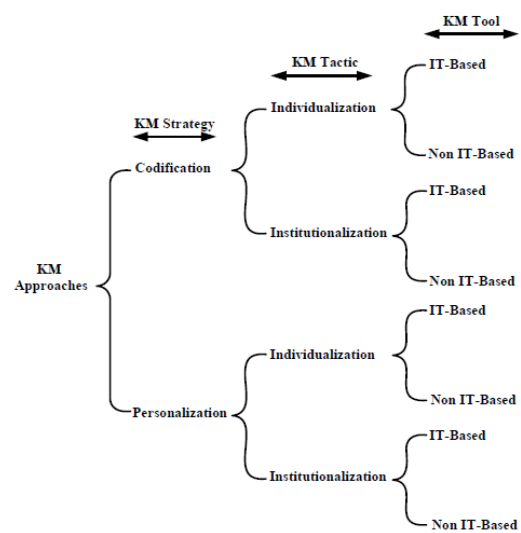 KM Tool
IT-Based
KM Tactic
Individualization
KM Strategy
Non IT-Based
Codification
IT-Based
Institutionalization
KM
Approaches
Non IT-Based
IT-Based
Individualization
Non IT-Based
Personalization
IT-Based
Institutionalization
Non IT-Based